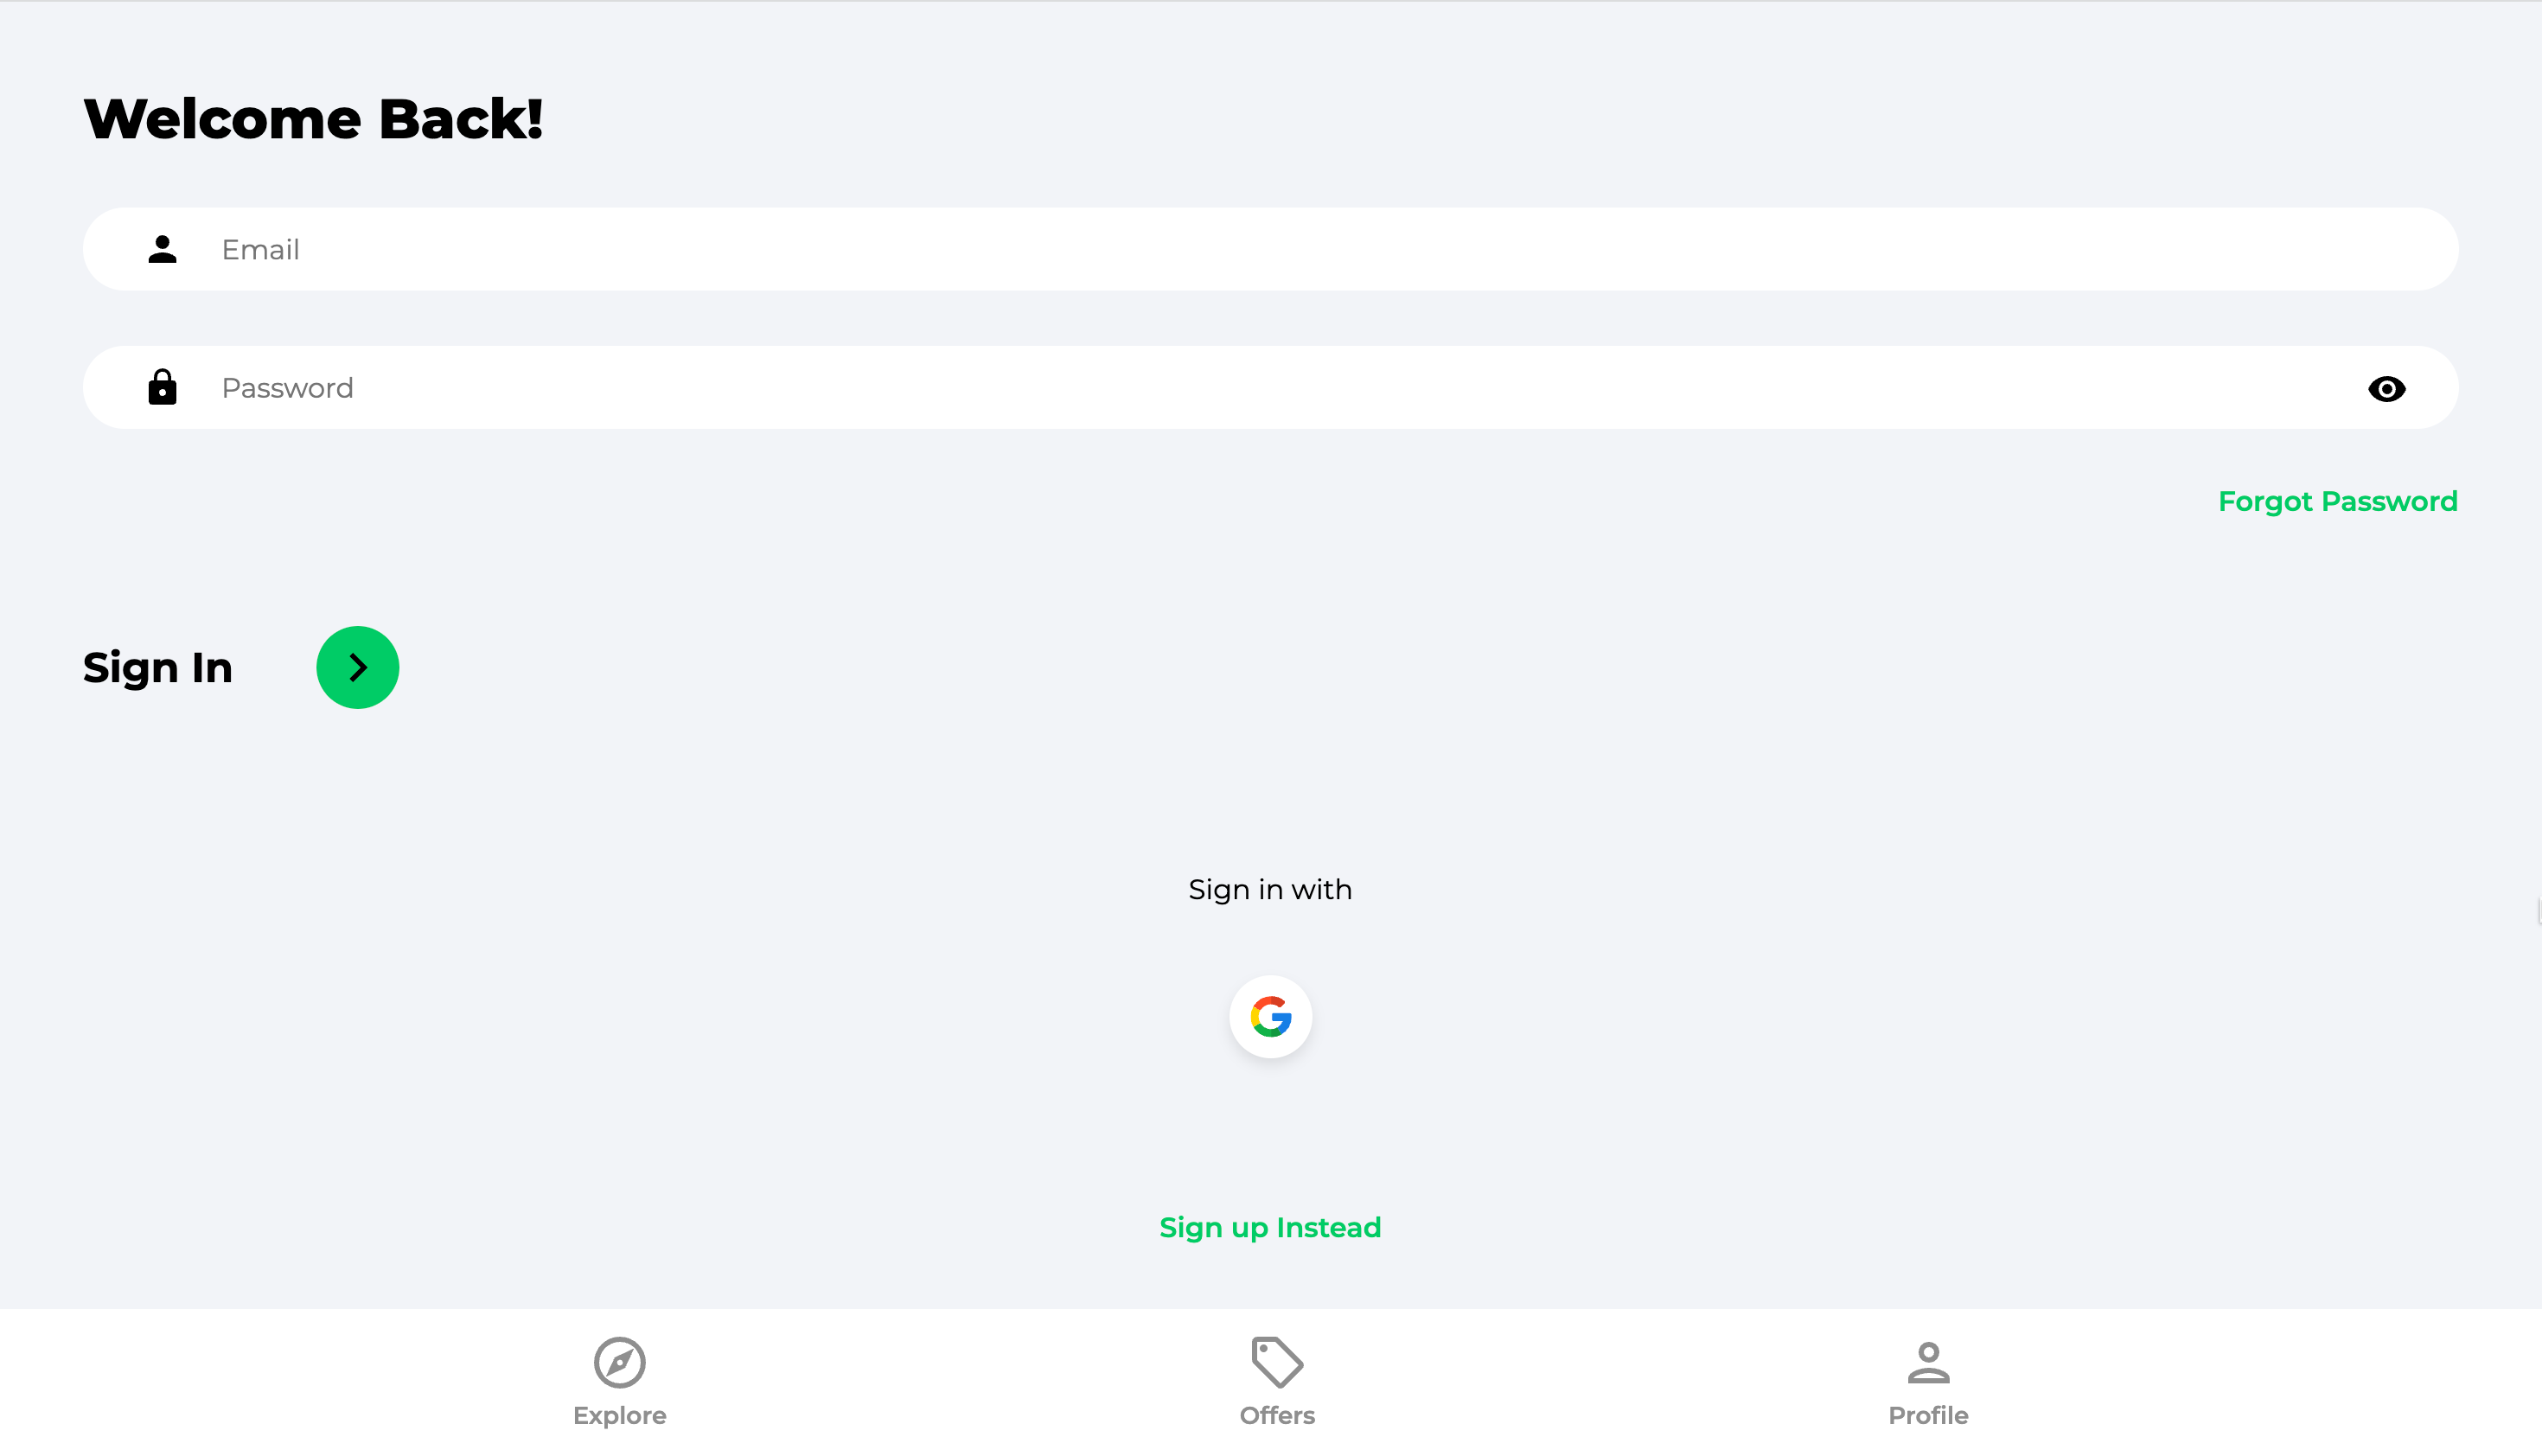 Welcome Back!
Email
Password
Forgot Password
Sign In
Sign in with
Sign up Instead
Explore
Offers
Profile